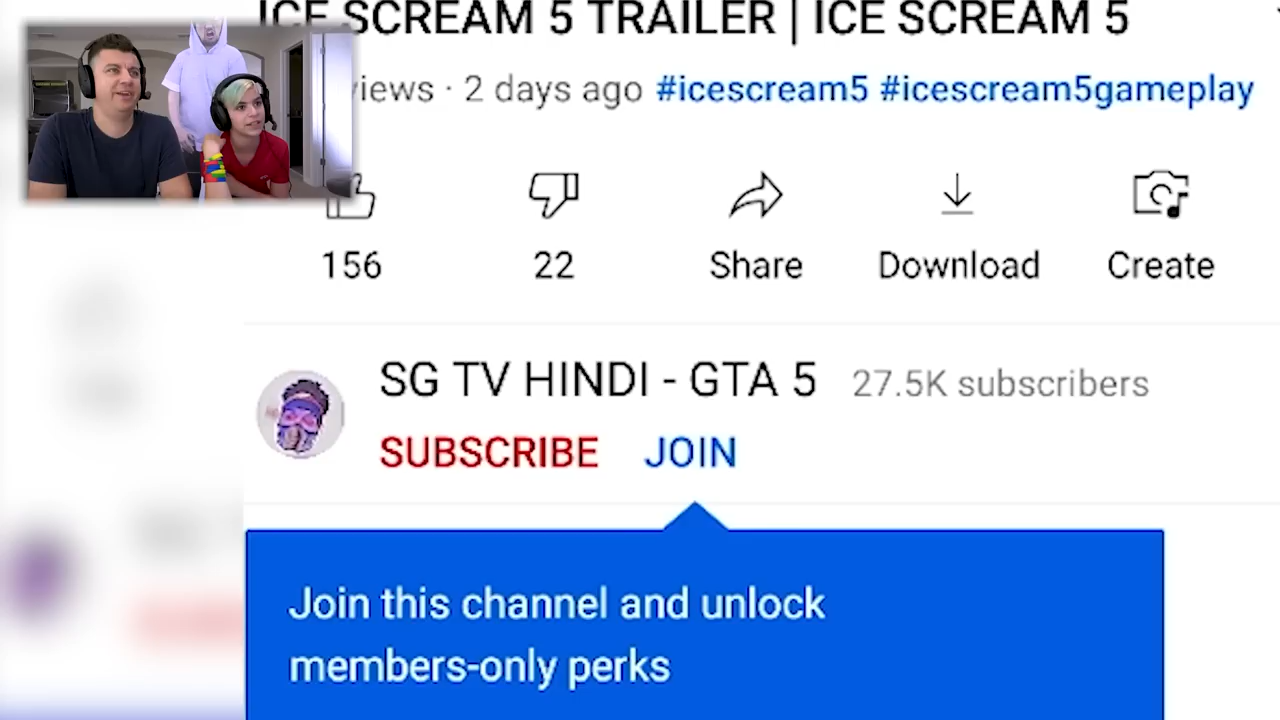 ICE SCREAM 5 TRAILER | ICE SCREAM 5
views · 2 days ago #icescream5 #icescream5gameplay
156 22 Share Download Create
SG TV HINDI - GTA 5 27.5K subscribers
SUBSCRIBE JOIN
Join this channel and unlock
members-only perks